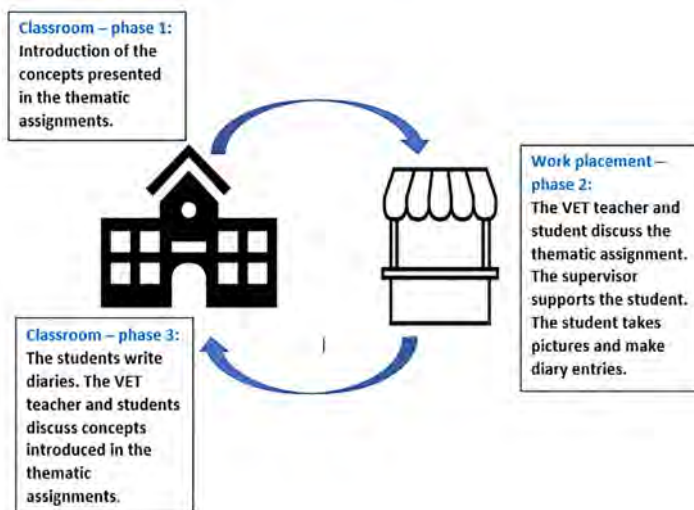 Classroom – phase 1:
Introduction of the
concepts presented
in the thematic
assignments.
Work placement –
phase 2:
The VET teacher and
student discuss the
thematic assignment.
The supervisor
supports the student.
The student takes
pictures and make
diary entries.
Classroom – phase 3:
The students write
diaries. The VET
teacher and students
discuss concepts
introduced in the
thematic
assignments.